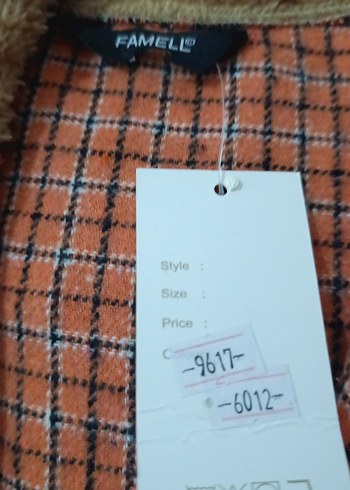 FAMELL®
Style :
Size :
Price :
C
-9617-
-6012-